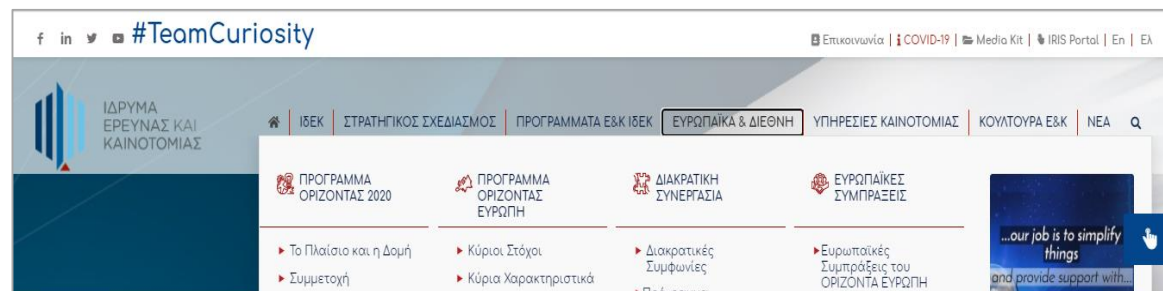 #TeamCuriosity
Επικοινωνία | COVID-19 | Media Kit | IRIS Portal | En | Ελ
ΙΔΡΥΜΑ
ΕΡΕΥΝΑΣ ΚΑΙ
ΚΑΙΝΟΤΟΜΙΑΣ
ΙδΕΚ | ΣΤΡΑΤΗΓΙΚΟΣ ΣΧΕΔΙΑΣΜΟΣ | ΠΡΟΓΡΑΜΜΑΤΑ Ε&Κ ΙδΕΚ | ΕΥΡΩΠΑΪΚΑ & ΔΙΕΘΝΗ | ΥΠΗΡΕΣΙΕΣ ΚΑΙΝΟΤΟΜΙΑΣ | ΚΟΥΛΤΟΥΡΑ Ε&Κ | ΝΕΑ
ΠΡΟΓΡΑΜΜΑ
ΟΡΙΖΟΝΤΑΣ 2020
Το Πλαίσιο και η Δομή
Συμμετοχή
ΠΡΟΓΡΑΜΜΑ
ΟΡΙΖΟΝΤΑΣ
ΕΥΡΩΠΗ
Κύριοι Στόχοι
Κύρια Χαρακτηριστικά
ΔΙΑΚΡΑΤΙΚΗ
ΣΥΝΕΡΓΑΣΙΑ
Διακρατικές
Συμφωνίες
ΕΥΡΩΠΑΪΚΕΣ
ΣΥΜΠΡΑΞΕΙΣ
Ευρωπαϊκές
Συμπράξεις του
ΟΡΙΖΟΝΤΑ ΕΥΡΩΠΗ
...our job is to simplify
things
and provide support with...